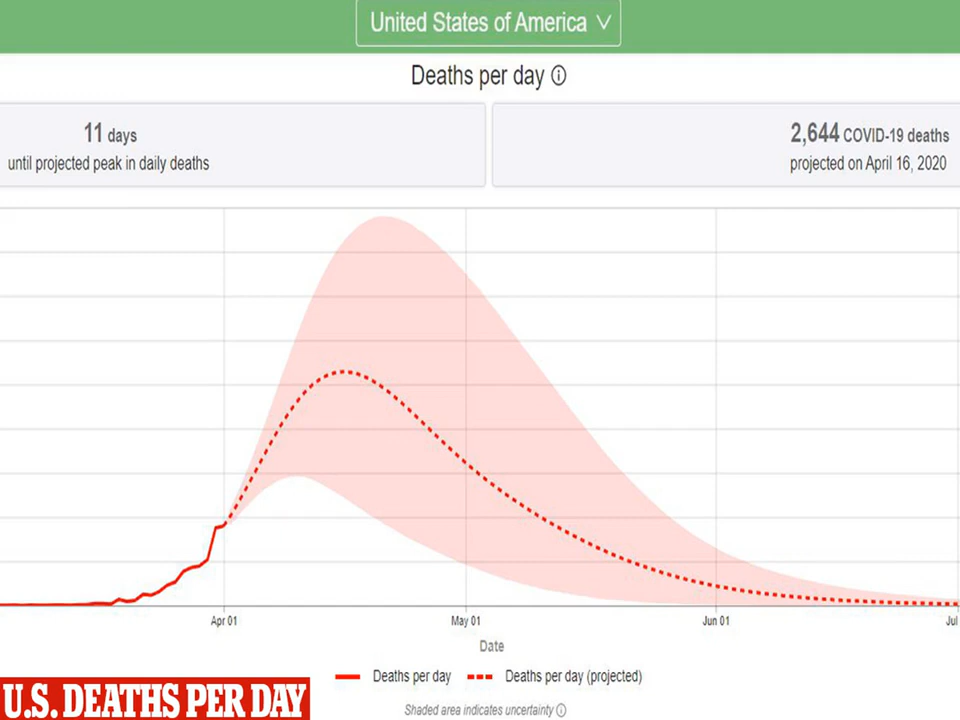 United States of America
Deaths per day
11 days
until projected peak in daily deaths
2,644 COVID-19 deaths
projected on April 16, 2020
Apr 01
May 01
Jun 01
Jul
Date
Deaths per day
Deaths per day (projected)
U.S. DEATHS PER DAY
Shaded area indicates uncertainty